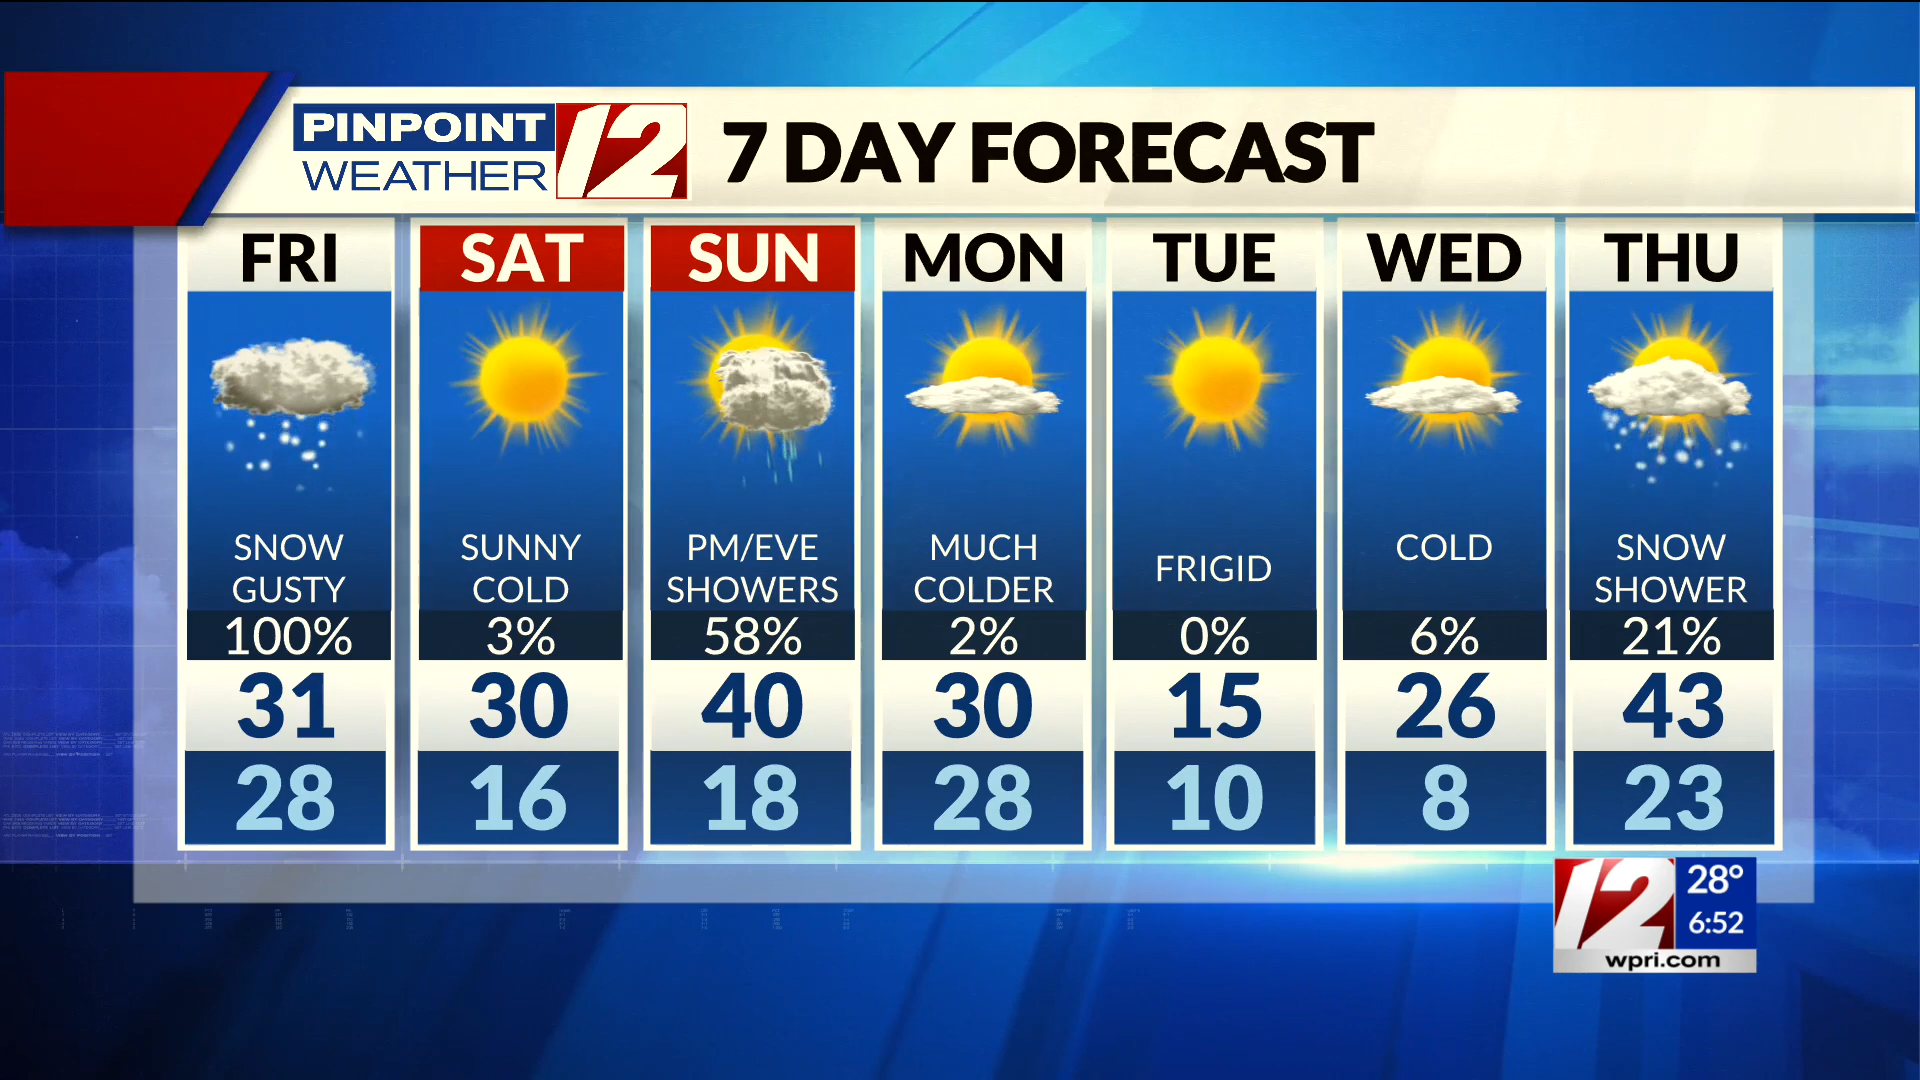 PINPOINT
WEATHER 12
7 DAY FORECAST
FRI
SNOW
GUSTY
100%
31
28
SAT
SUNNY
COLD
3%
30
16
SUN
PM/EVE
SHOWERS
58%
40
18
MON
MUCH
COLDER
2%
30
28
TUE
FRIGID
0%
15
10
WED
COLD
6%
26
8
THU
SNOW
SHOWER
21%
43
23
12
28°
6:52
wpri.com